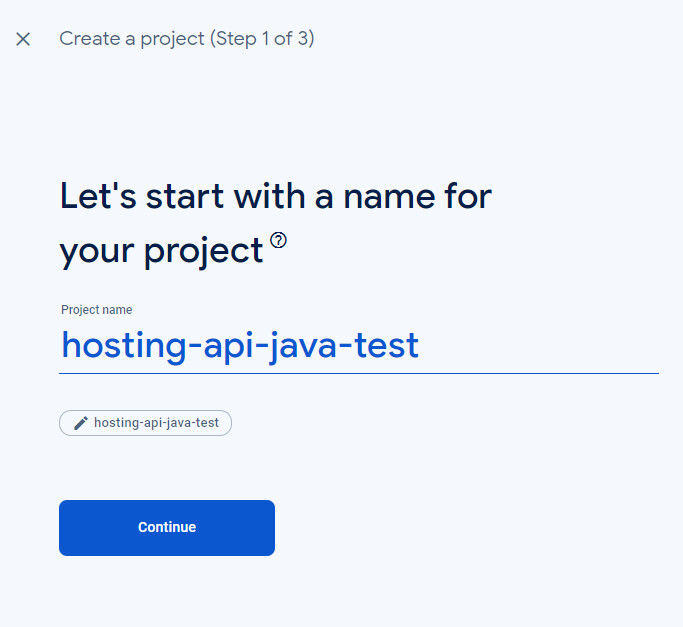 Create a project (Step 1 of 3)
Let's start with a name for
your project
Project name
hosting-api-java-test
hosting-api-java-test
Continue